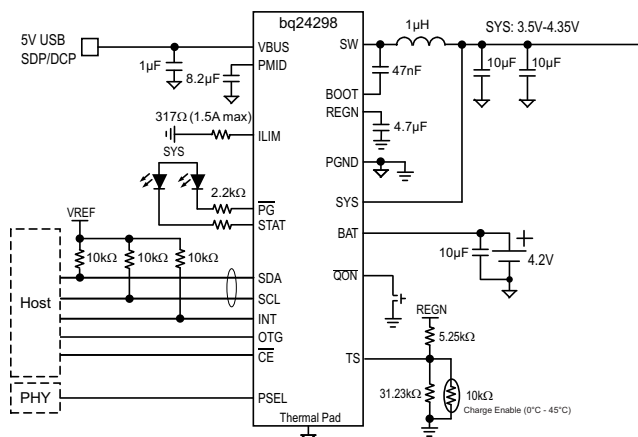 bq24298
5V USB
SDP/DCP
1µF
8.2µF
VBUS
PMID
SW
1µH
SYS: 3.5V-4.35V
47nF
10µF
10µF
BOOT
REGN
4.7µF
317Ω (1.5A max)
ILIM
SYS
PGND
2.2kΩ
PG
STAT
SYS
VREF
BAT
10µF
4.2V
10kΩ
10kΩ
10kΩ
Host
SDA
SCL
INT
OTG
CE
QON
REGN
5.25kΩ
TS
31.23kΩ
10kΩ
Charge Enable (0°C - 45°C)
PHY
PSEL
Thermal Pad